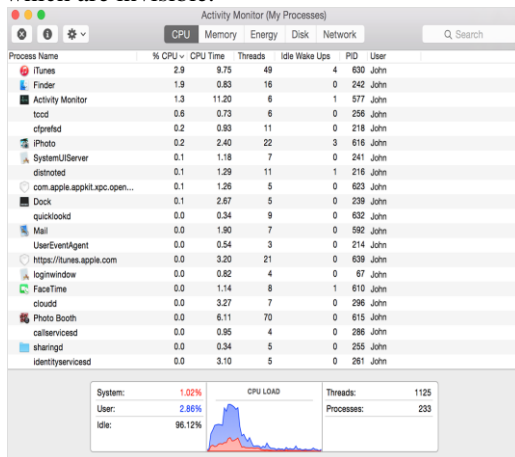 Activity Monitor (My Processes)
CPU Memory Energy Disk Network Search
Process Name % CPU CPU Time Threads Idle Wake Ups PID User
iTunes 2.9 9.75 49 4 630 John
Finder 1.9 0.83 16 0 242 John
Activity Monitor 1.3 11.20 6 1 577 John
tccd 0.6 0.73 6 0 256 John
cfprefsd 0.2 0.93 11 0 218 John
iPhoto 0.2 2.40 22 3 616 John
SystemUIServer 0.1 1.18 7 0 241 John
distnoted 0.1 1.29 11 1 216 John
com.apple.appkit.xpc.open... 0.1 1.26 5 0 623 John
Dock 0.1 2.67 5 0 239 John
quicklookd 0.0 0.34 9 0 632 John
Mail 0.0 1.90 7 0 592 John
UserEventAgent 0.0 0.54 3 0 214 John
https://itunes.apple.com 0.0 3.20 21 0 639 John
loginwindow 0.0 0.82 4 0 67 John
FaceTime 0.0 1.14 8 1 610 John
cloudd 0.0 3.27 7 0 296 John
Photo Booth 0.0 6.11 70 0 615 John
callservicesd 0.0 0.95 4 0 286 John
sharingd 0.0 0.34 5 0 255 John
identityservicesd 0.0 3.10 5 0 261 John
System: 1.02% CPU LOAD Threads: 1125
User: 2.86% Processes: 233
Idle: 96.12%